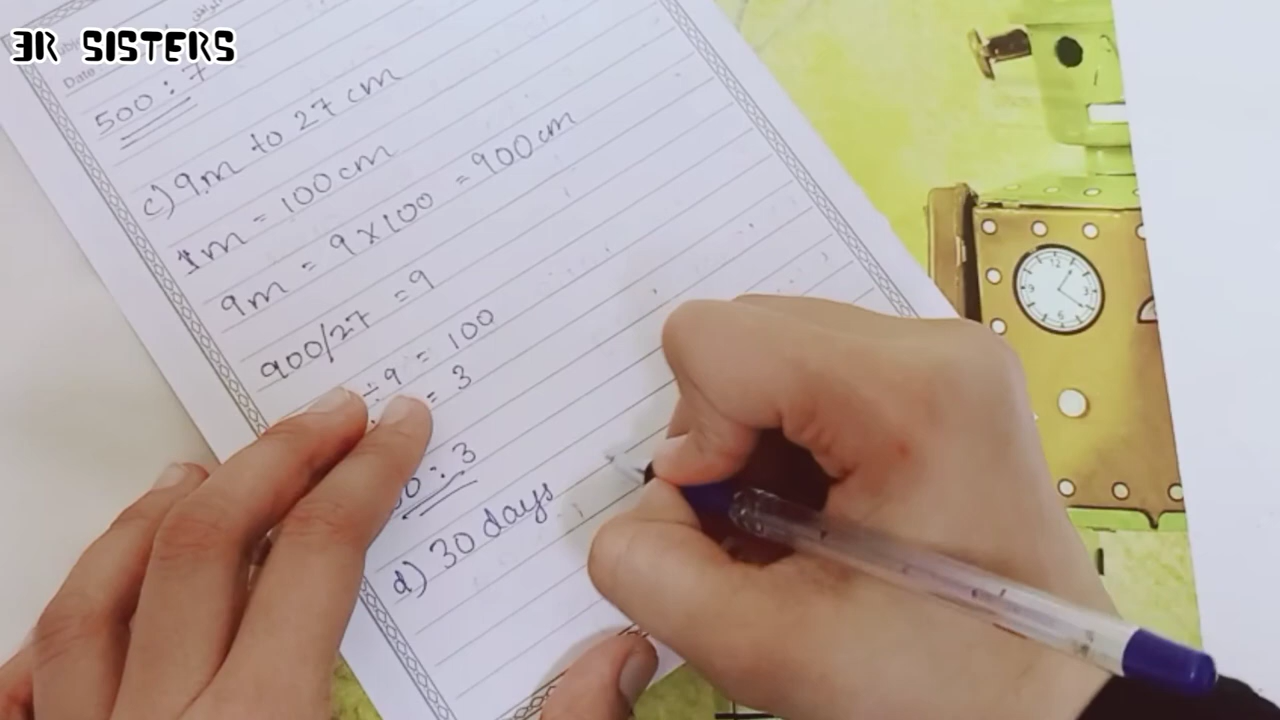 3R SISTERS
Date
500 : 7
c) 9m to 27 cm
1m = 100 cm
9m = 9 x 100 = 900 cm
900/27 = 9
÷ 9 = 100
= 3
00 : 3
d) 30 days